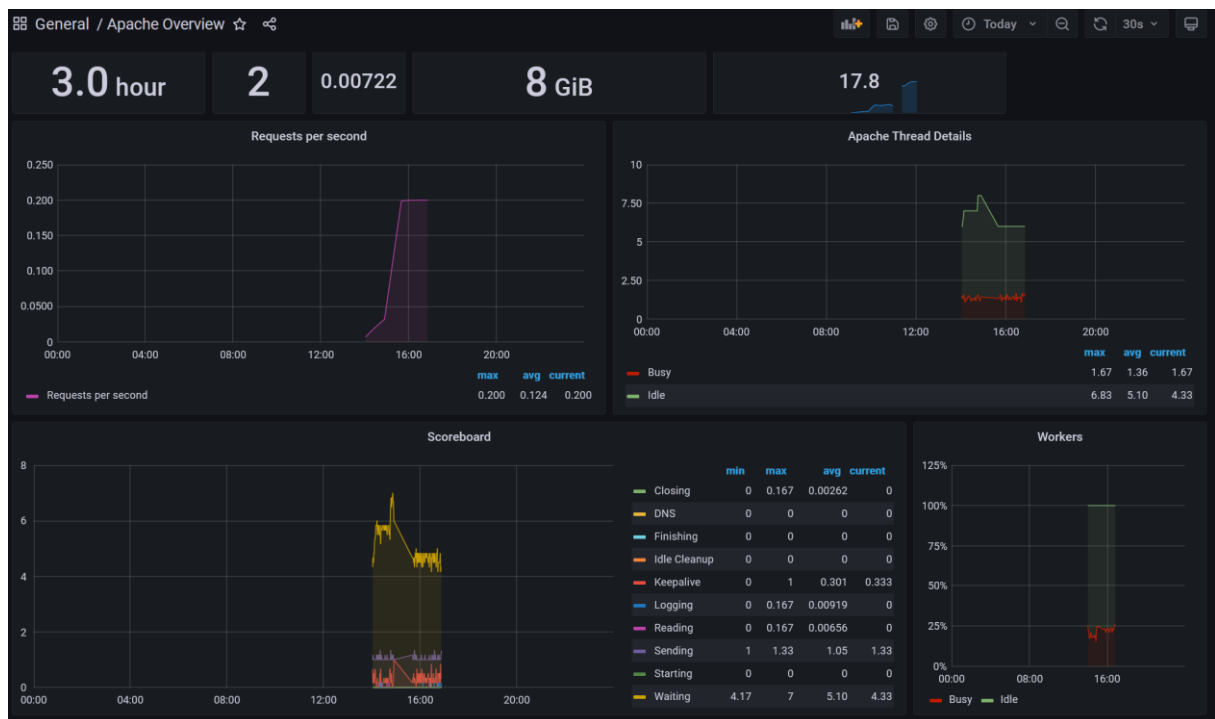 General / Apache Overview
Today
30s
3.0 hour
2
0.00722
8 GiB
17.8
Requests per second
0.250
0.200
0.150
0.100
0.0500
0
00:00 04:00 08:00 12:00 16:00 20:00
max avg current
Requests per second 0.200 0.124 0.200
Apache Thread Details
10
7.50
5
2.50
0
00:00 04:00 08:00 12:00 16:00 20:00
max avg current
Busy 1.67 1.36 1.67
Idle 6.83 5.10 4.33
Scoreboard
8
6
4
2
0
00:00 04:00 08:00 12:00 16:00 20:00
min max avg current
Closing 0 0.167 0.00262 0
DNS 0 0 0 0
Finishing 0 0 0 0
Idle Cleanup 0 0 0 0
Keepalive 0 1 0.301 0.333
Logging 0 0.167 0.00919 0
Reading 0 0.167 0.00656 0
Sending 1 1.33 1.05 1.33
Starting 0 0 0 0
Waiting 4.17 7 5.10 4.33
Workers
125%
100%
75%
50%
25%
0%
00:00 08:00 16:00
Busy Idle